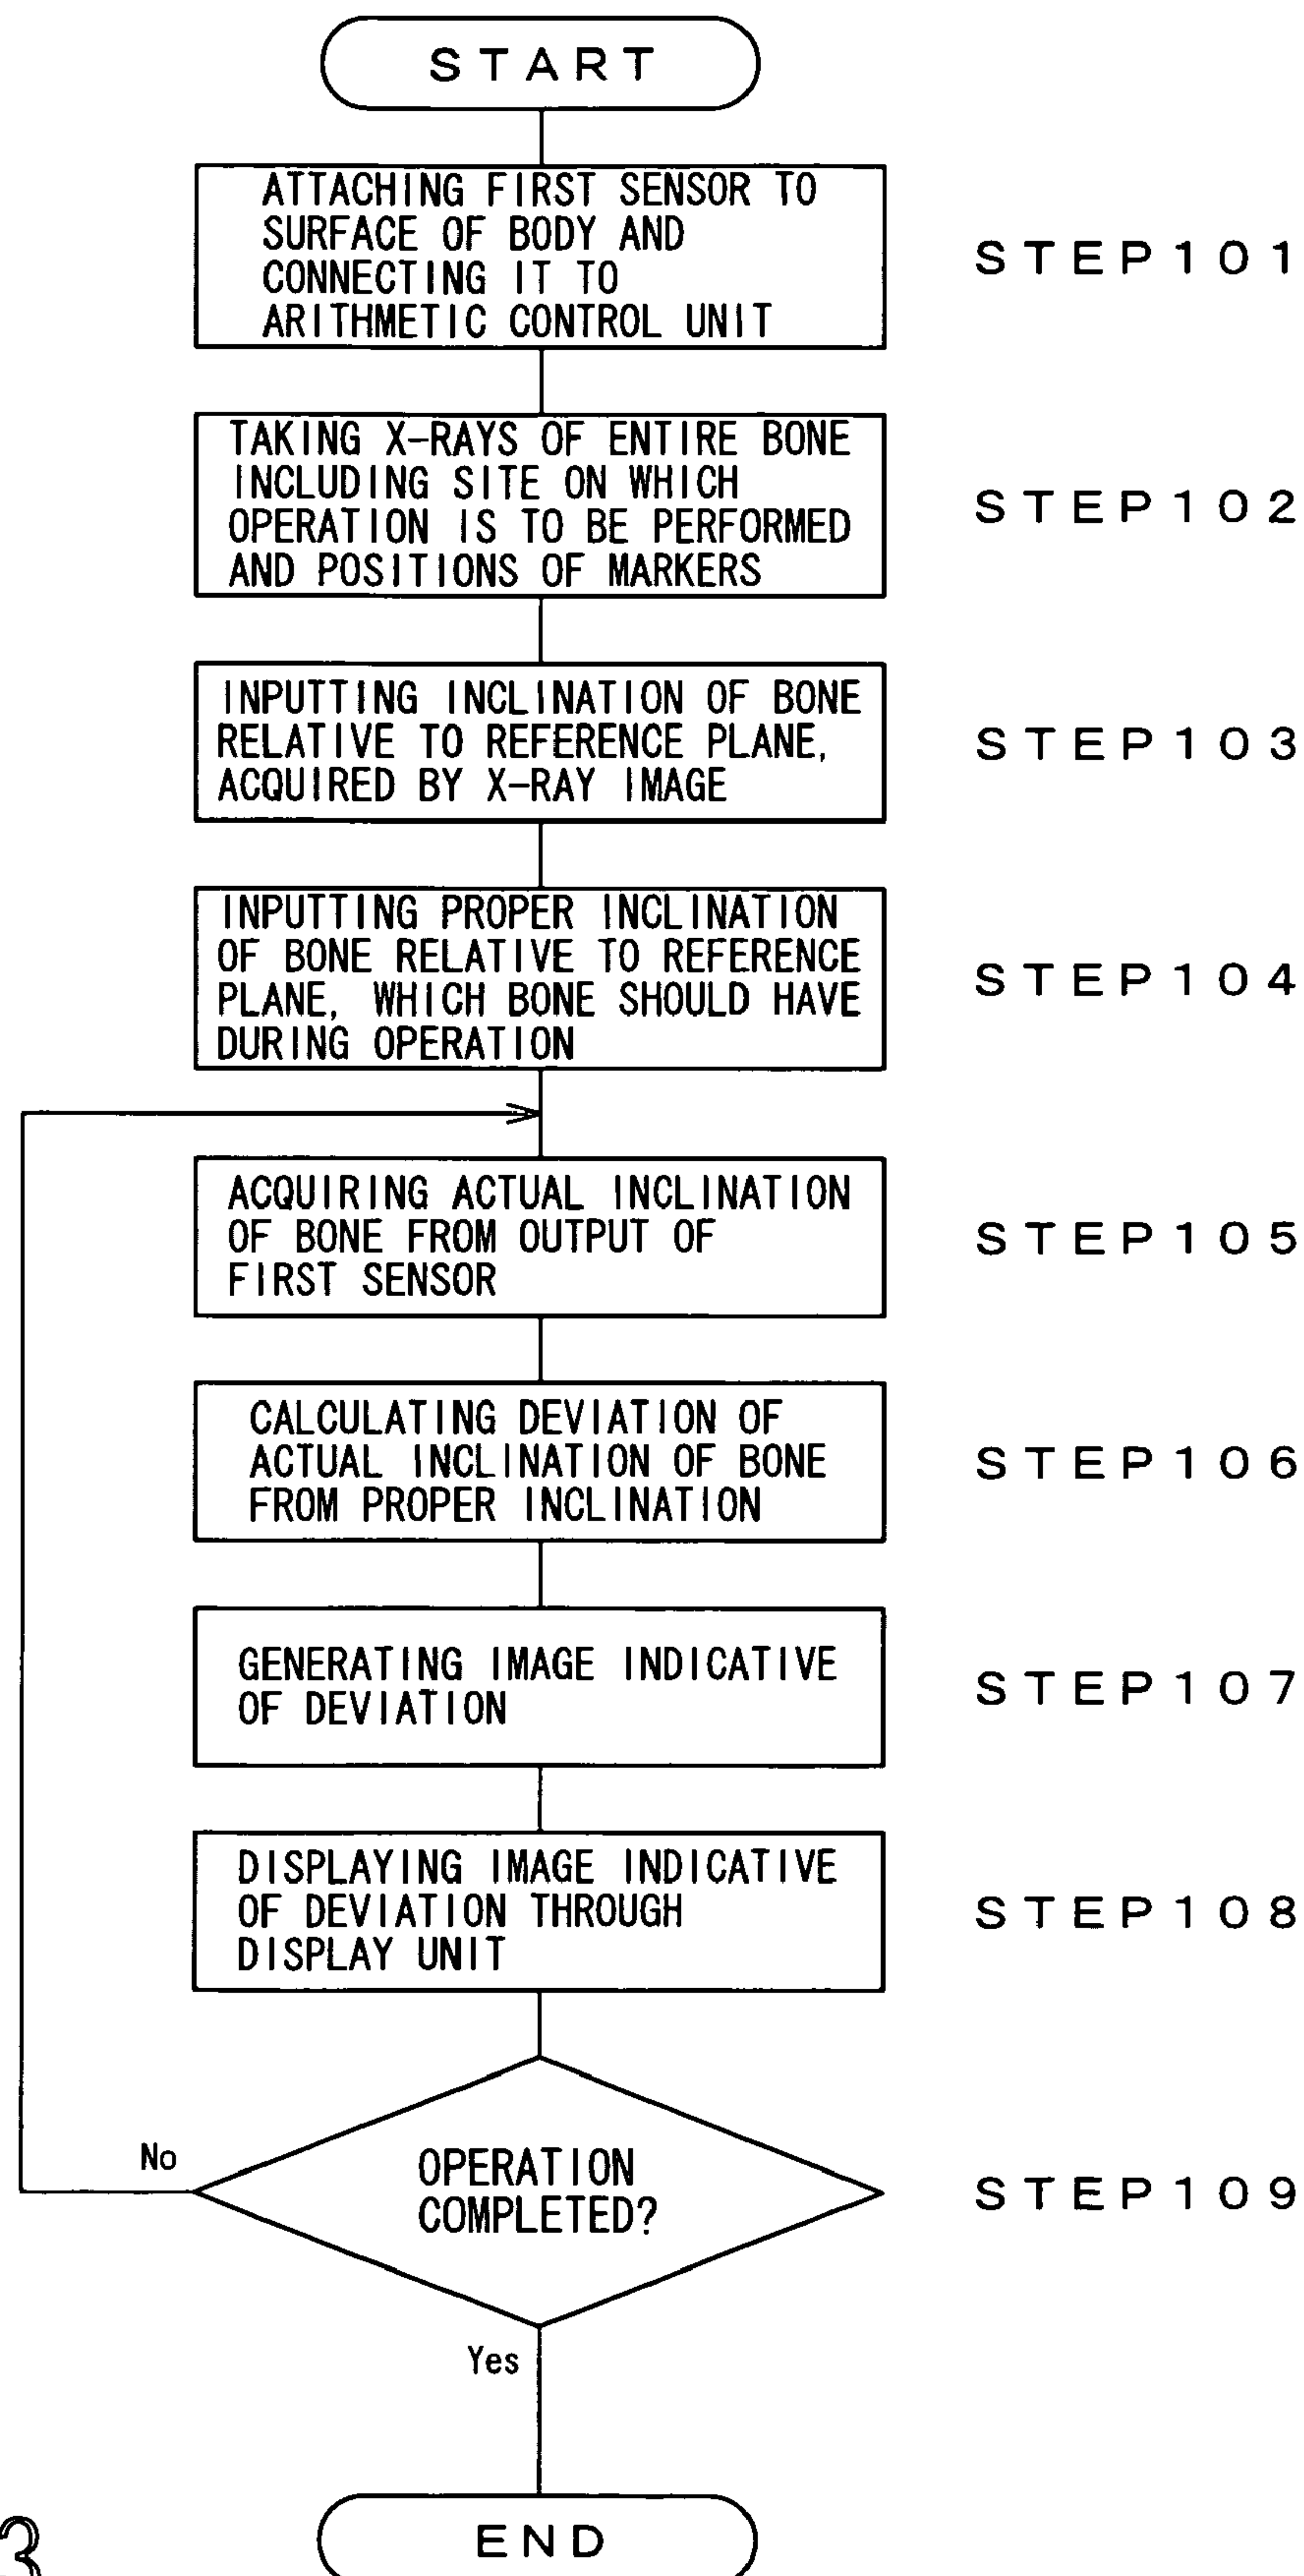 START
ATTACHING FIRST SENSOR TO
SURFACE OF BODY AND
CONNECTING IT TO
ARITHMETIC CONTROL UNIT
STEP101
TAKING X-RAYS OF ENTIRE BONE
INCLUDING SITE ON WHICH
OPERATION IS TO BE PERFORMED
AND POSITIONS OF MARKERS
STEP102
INPUTTING INCLINATION OF BONE
RELATIVE TO REFERENCE PLANE,
ACQUIRED BY X-RAY IMAGE
STEP103
INPUTTING PROPER INCLINATION
OF BONE RELATIVE TO REFERENCE
PLANE, WHICH BONE SHOULD HAVE
DURING OPERATION
STEP104
ACQUIRING ACTUAL INCLINATION
OF BONE FROM OUTPUT OF
FIRST SENSOR
STEP105
CALCULATING DEVIATION OF
ACTUAL INCLINATION OF BONE
FROM PROPER INCLINATION
STEP106
GENERATING IMAGE INDICATIVE
OF DEVIATION
STEP107
DISPLAYING IMAGE INDICATIVE
OF DEVIATION THROUGH
DISPLAY UNIT
STEP108
No
OPERATION
COMPLETED?
STEP109
Yes
END
3